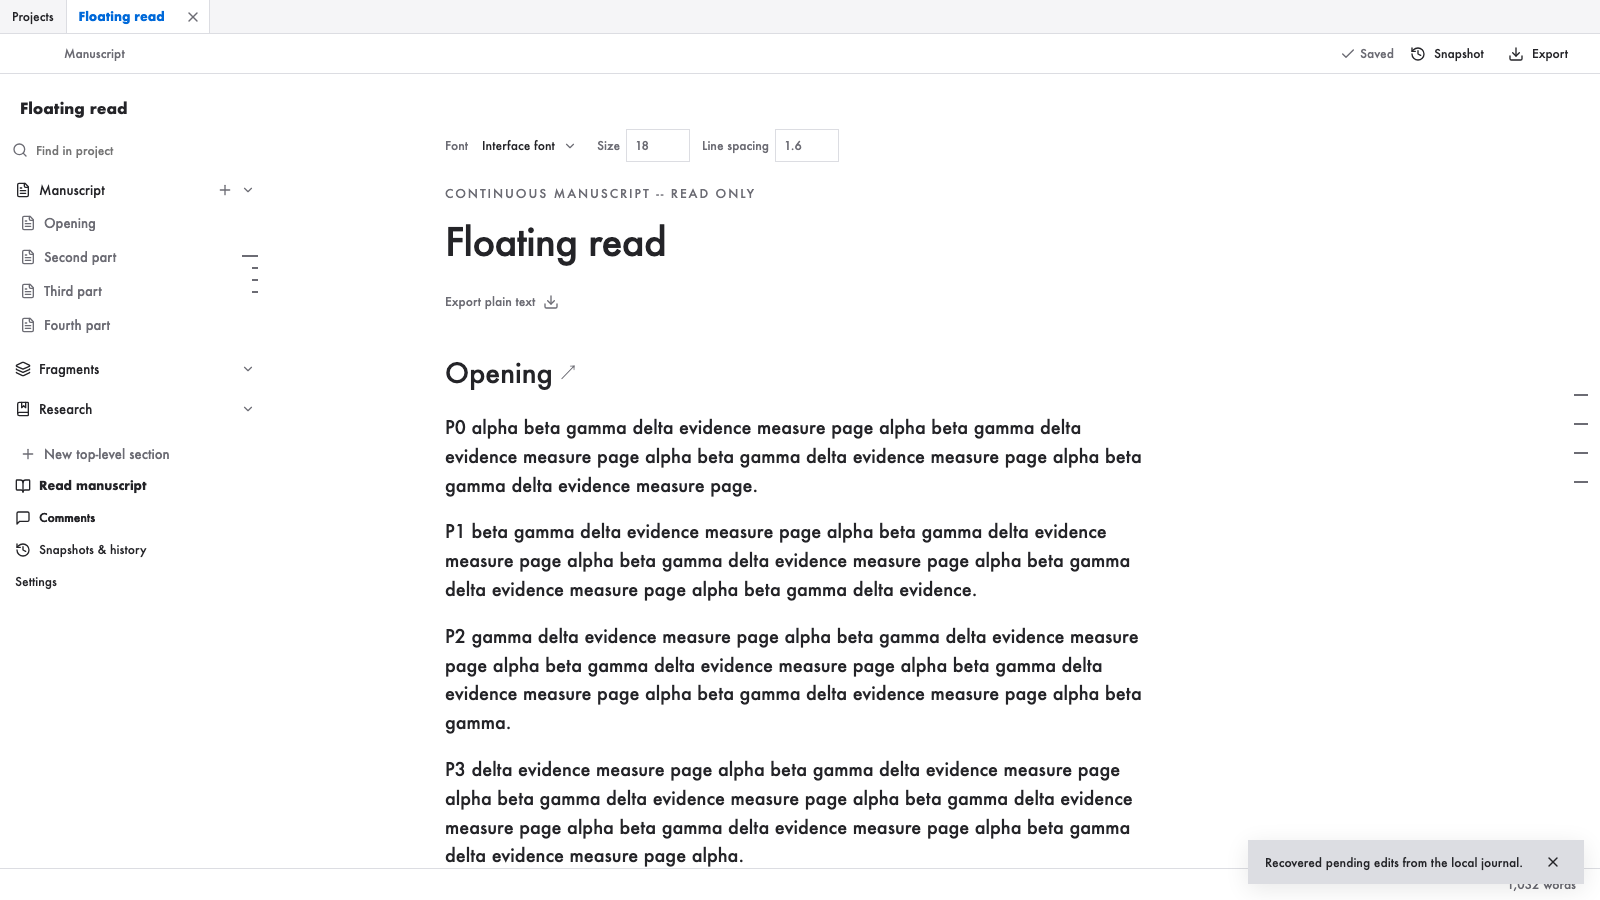 Projects
Floating read
Manuscript
Saved
Snapshot
Export
Floating read
Find in project
Manuscript
Opening
Second part
Third part
Fourth part
Fragments
Research
New top-level section
Read manuscript
Comments
Snapshots & history
Settings
Font Interface font Size 18 Line spacing 1.6
CONTINUOUS MANUSCRIPT -- READ ONLY
Floating read
Export plain text
Opening
P0 alpha beta gamma delta evidence measure page alpha beta gamma delta
evidence measure page alpha beta gamma delta evidence measure page alpha beta
gamma delta evidence measure page.
P1 beta gamma delta evidence measure page alpha beta gamma delta evidence
measure page alpha beta gamma delta evidence measure page alpha beta gamma
delta evidence measure page alpha beta gamma delta evidence.
P2 gamma delta evidence measure page alpha beta gamma delta evidence measure
page alpha beta gamma delta evidence measure page alpha beta gamma delta
evidence measure page alpha beta gamma delta evidence measure page alpha beta
gamma.
P3 delta evidence measure page alpha beta gamma delta evidence measure page
alpha beta gamma delta evidence measure page alpha beta gamma delta evidence
measure page alpha beta gamma delta evidence measure page alpha beta gamma
delta evidence measure page alpha.
Recovered pending edits from the local journal.
1,032 words